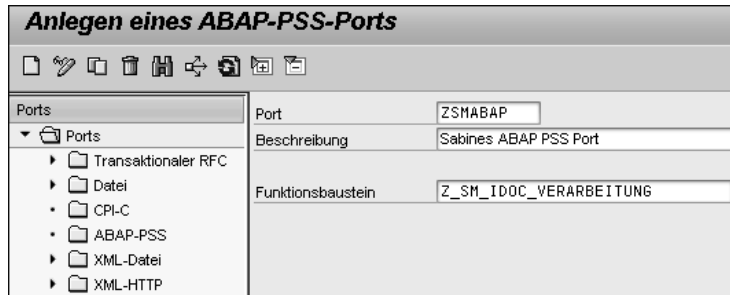 Anlegen eines ABAP-PSS-Ports
Ports
Ports
Transaktionaler RFC
Datei
CPI-C
ABAP-PSS
XML-Datei
XML-HTTP
Port ZSMABAP
Beschreibung Sabines ABAP PSS Port
Funktionsbaustein Z_SM_IDOC_VERARBEITUNG